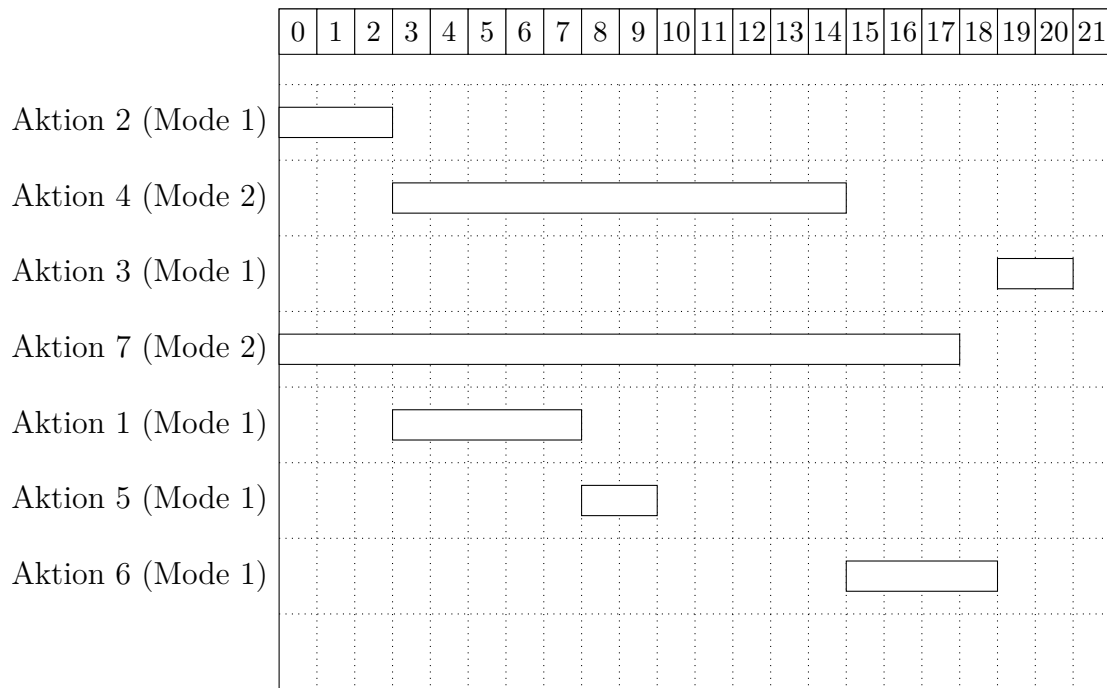 0 1 2 3 4 5 6 7 8 9 10 11 12 13 14 15 16 17 18 19 20 21
Aktion 2 (Mode 1)
Aktion 4 (Mode 2)
Aktion 3 (Mode 1)
Aktion 7 (Mode 2)
Aktion 1 (Mode 1)
Aktion 5 (Mode 1)
Aktion 6 (Mode 1)